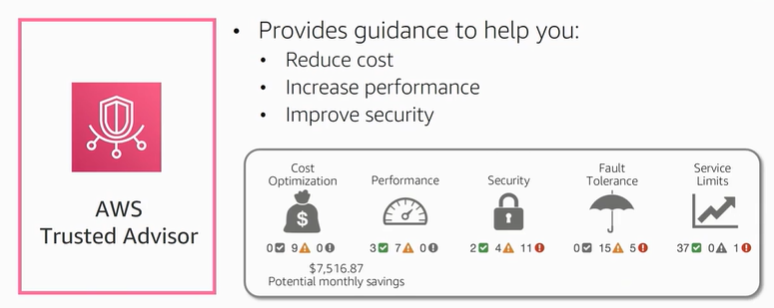 AWS
Trusted Advisor
• Provides guidance to help you:
• Reduce cost
• Increase performance
• Improve security
Cost
Optimization
Performance
Security
Fault
Tolerance
Service
Limits
$
0 9 0
3 7 0
2 4 11
0 15 5
37 0 1
$7,516.87
Potential monthly savings